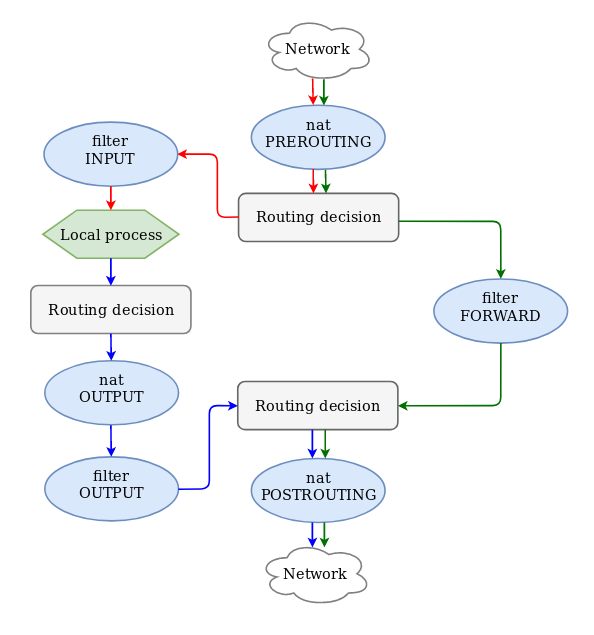 Network
nat
PREROUTING
filter
INPUT
Routing decision
Local process
Routing decision
filter
FORWARD
nat
OUTPUT
Routing decision
filter
OUTPUT
nat
POSTROUTING
Network